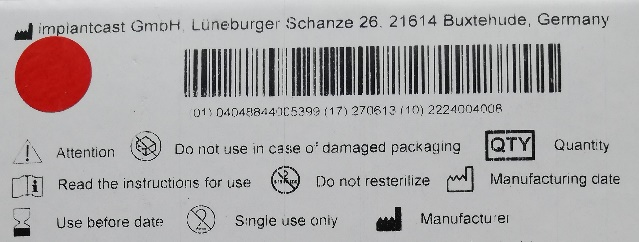 implantcast GmbH, Lüneburger Schanze 26. 21614 Buxtehude, Germany
(01) 04048844005399 (17) 270613 (10) 2224004008
Attention Do not use in case of damaged packaging QTY Quantity
Read the instructions for use Do not resterilize Manufacturing date
Use before date 2 Single use only Manufacturer